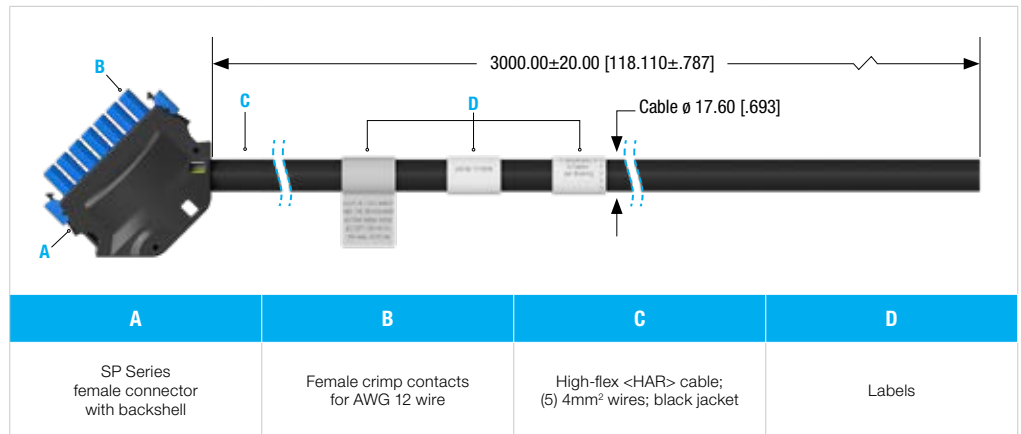 3000.00±20.00 [118.110±.787]
B
C
D
Cable ø 17.60 [.693]
A
A
B
C
D
SP Series
female connector
with backshell
Female crimp contacts
for AWG 12 wire
High-flex <HAR> cable;
(5) 4mm² wires; black jacket
Labels